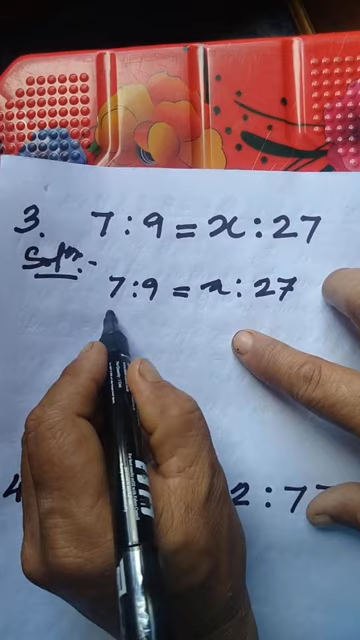 3. 7 : 9 = x : 27
Solⁿ:-
7 : 9 = x : 27
2 : 77